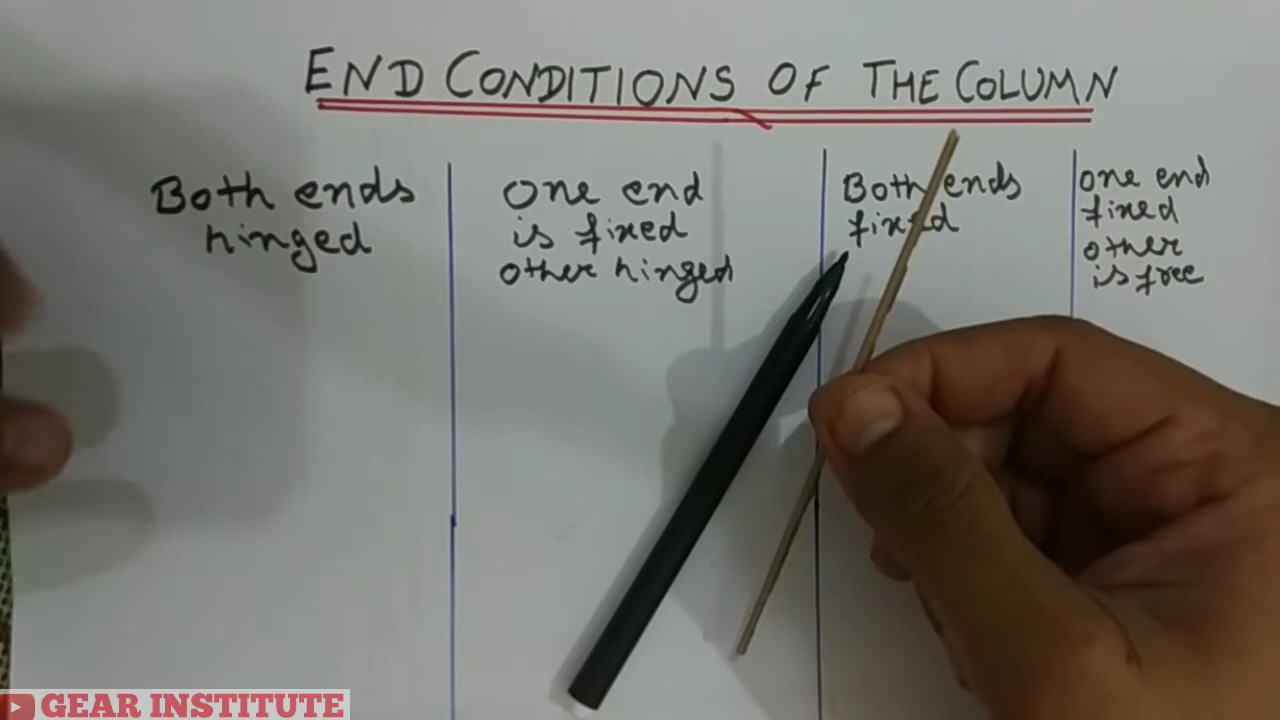 END CONDITIONS OF THE COLUMN
Both ends
hinged
One end
is fixed
other hinged
Both ends
fixed
one end
fixed
other
is free
GEAR INSTITUTE